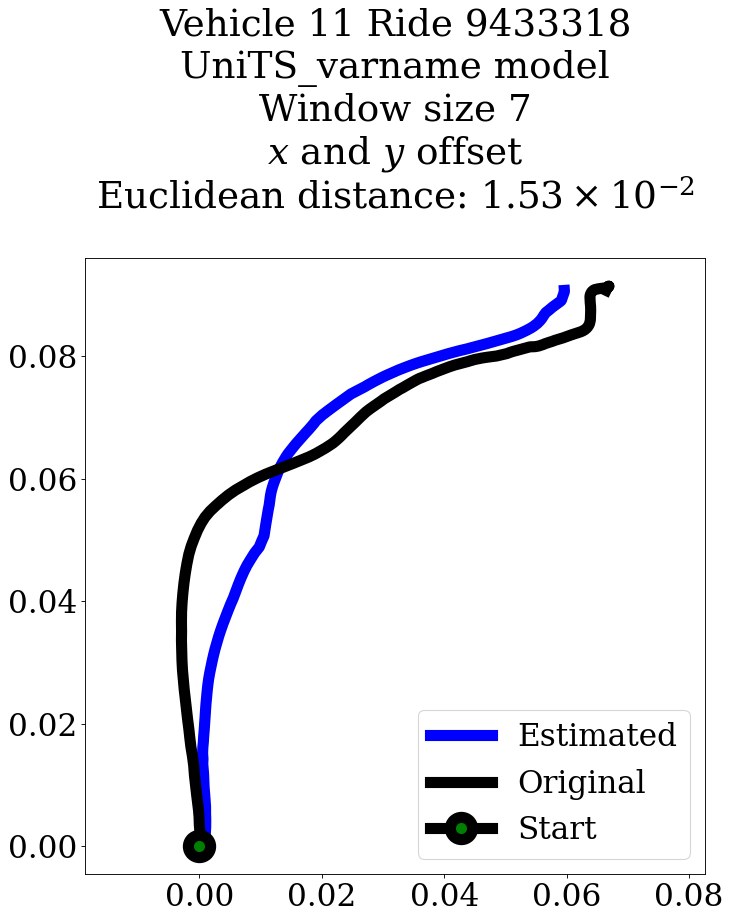 Vehicle 11 Ride 9433318
UniTS_varname model
Window size 7
x and y offset
Euclidean distance: 1.53 × 10⁻²
0.08
0.06
0.04
0.02
0.00
Estimated
Original
Start
0.00 0.02 0.04 0.06 0.08